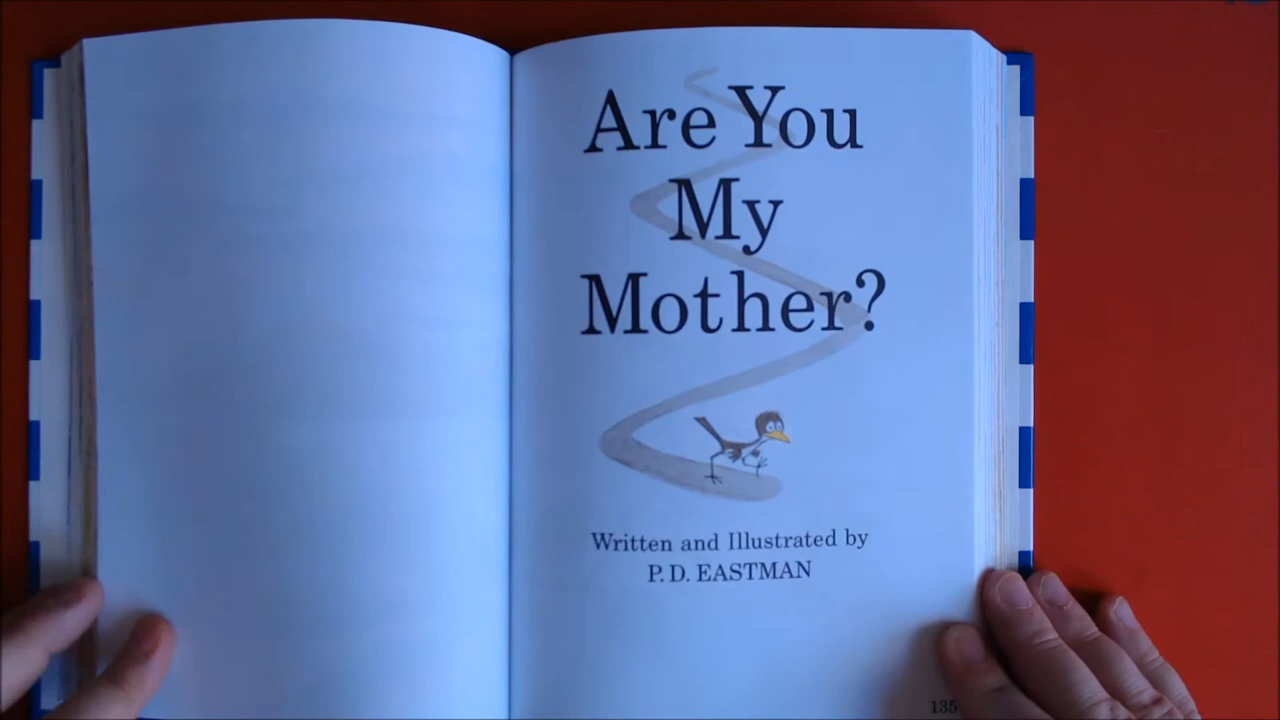 Are You
My
Mother?
Written and Illustrated by
P. D. EASTMAN
135